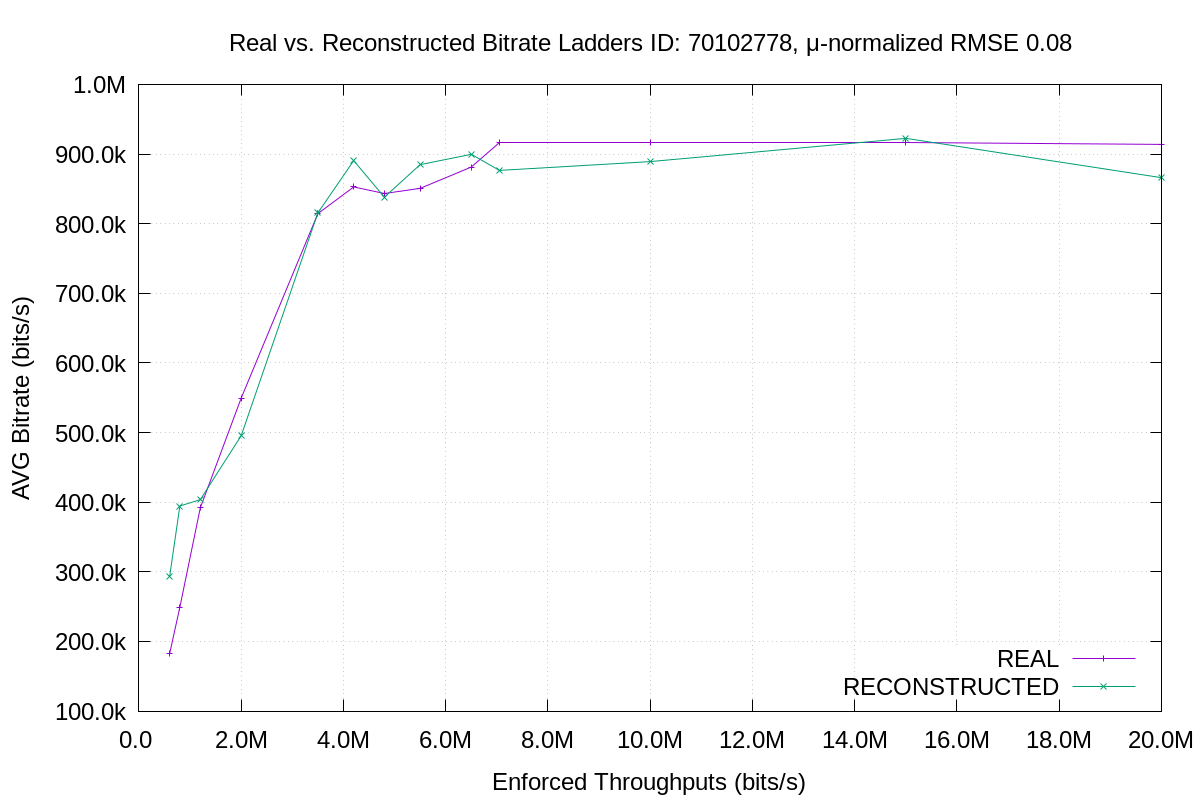 Real vs. Reconstructed Bitrate Ladders ID: 70102778, μ-normalized RMSE 0.08
1.0M
900.0k
800.0k
700.0k
600.0k
500.0k
400.0k
300.0k
200.0k
100.0k
AVG Bitrate (bits/s)
REAL
RECONSTRUCTED
0.0 2.0M 4.0M 6.0M 8.0M 10.0M 12.0M 14.0M 16.0M 18.0M 20.0M
Enforced Throughputs (bits/s)